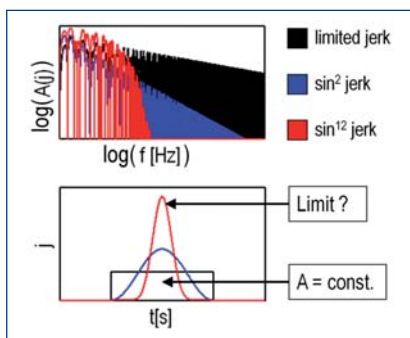 log(A(j))
log( f [Hz] )
limited jerk
sin² jerk
sin¹² jerk
j
t[s]
Limit ?
A = const.